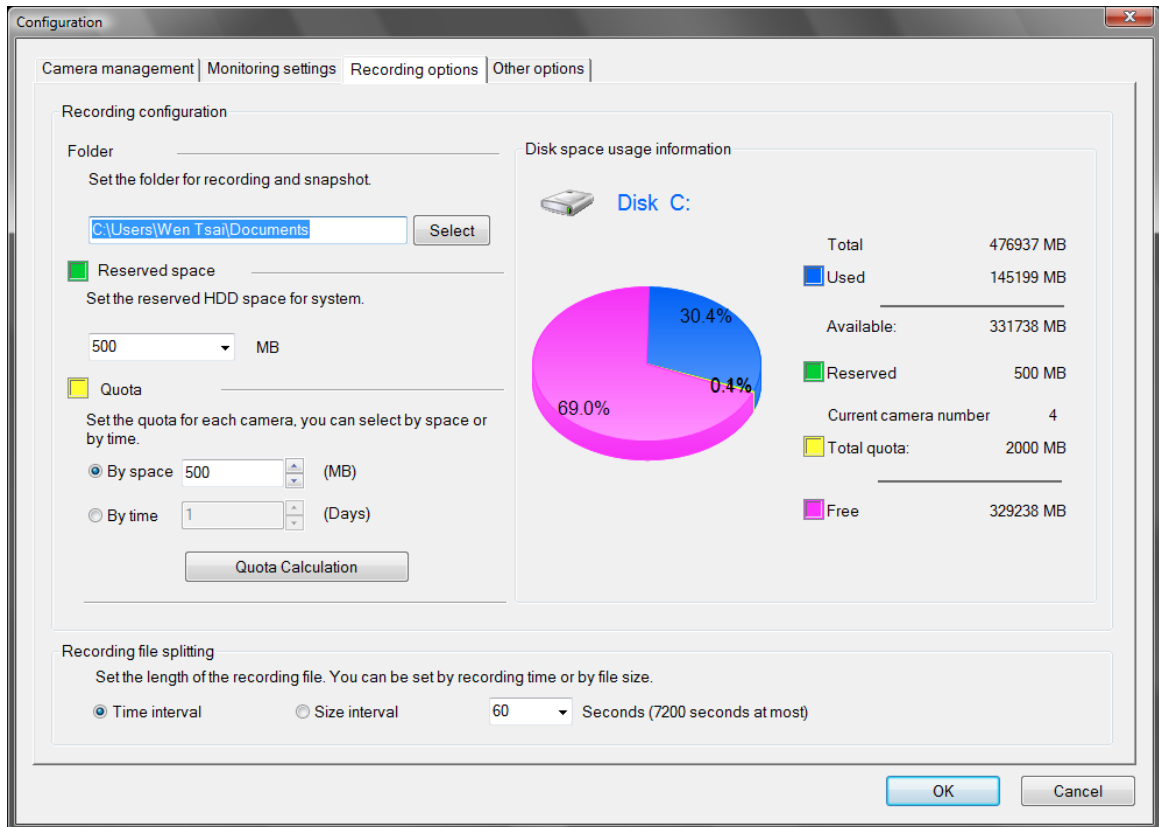 Configuration
Camera management
Monitoring settings
Recording options
Other options
Recording configuration
Folder
Set the folder for recording and snapshot.
C:\Users\Wen Tsai\Documents
Select
Reserved space
Set the reserved HDD space for system.
500 MB
Quota
Set the quota for each camera, you can select by space or
by time.
By space 500 (MB)
By time 1 (Days)
Quota Calculation
Disk space usage information
Disk C:
30.4%
69.0%
Total 476937 MB
Used 145199 MB
Available: 331738 MB
Reserved 500 MB
Current camera number 4
Total quota: 2000 MB
Free 329238 MB
Recording file splitting
Set the length of the recording file. You can be set by recording time or by file size.
Time interval
Size interval
60 Seconds (7200 seconds at most)
OK
Cancel